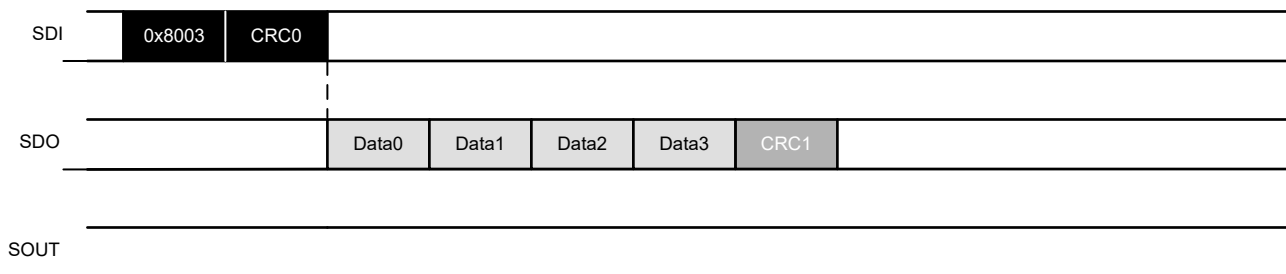 SDI 0x8003 CRC0
SDO Data0 Data1 Data2 Data3 CRC1
SOUT